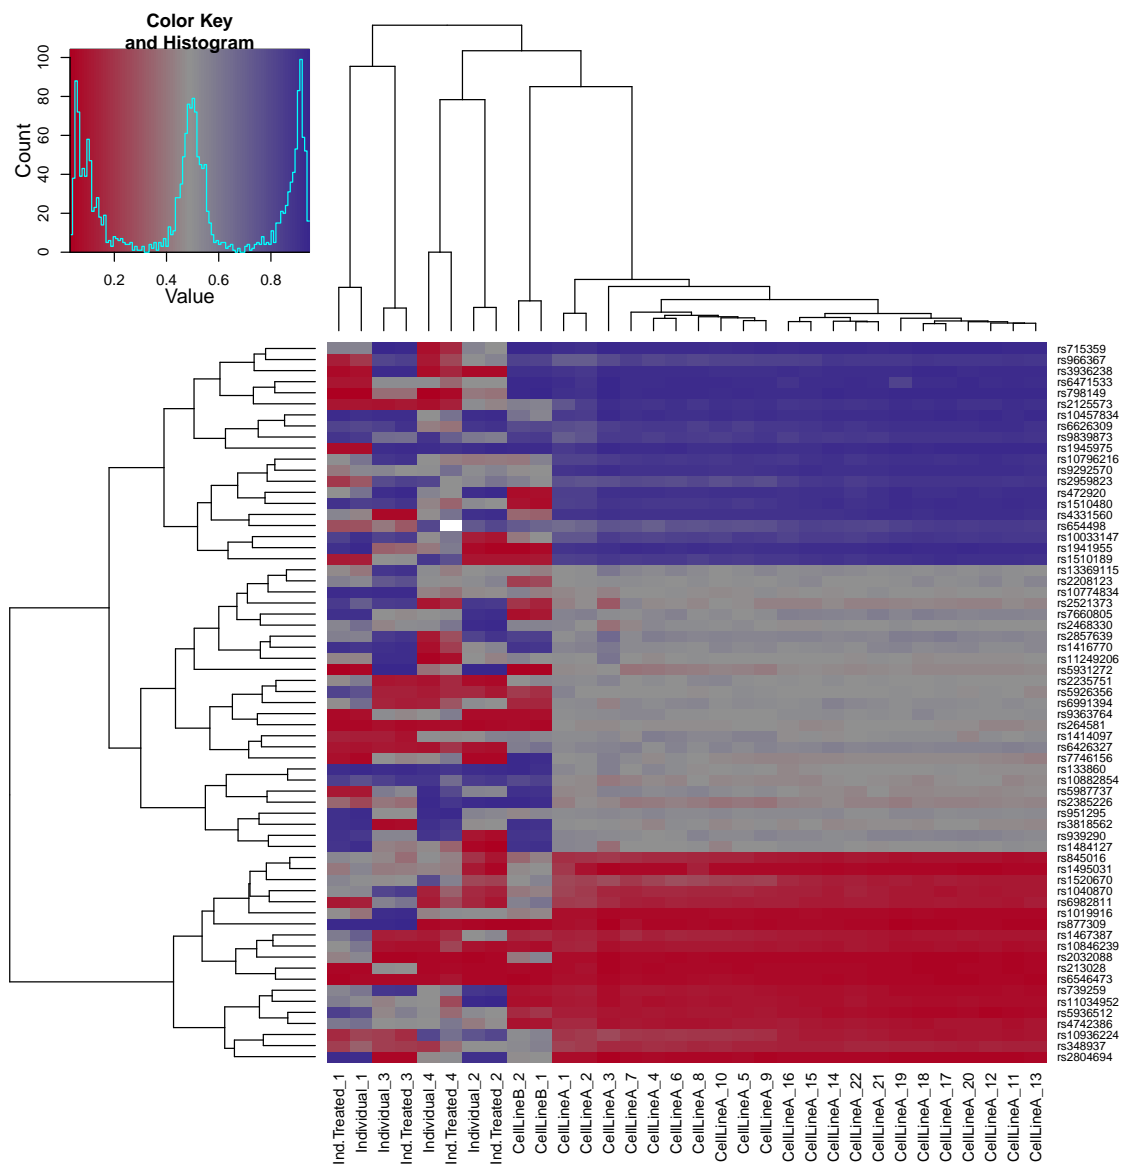 Color Key
and Histogram
Count
0
20
40
60
80
100
0.2
0.4
0.6
0.8
Value
rs715359
rs966367
rs3936238
rs6471533
rs798149
rs2125573
rs10457834
rs6626309
rs9839873
rs1945975
rs10796216
rs9292570
rs2959823
rs472920
rs1510480
rs4331560
rs654498
rs10033147
rs1941955
rs1510189
rs13369115
rs2208123
rs10774834
rs2521373
rs7660805
rs2468330
rs2857639
rs1416770
rs11249206
rs5931272
rs2235751
rs5926356
rs6991394
rs9363764
rs264581
rs1414097
rs6426327
rs7746156
rs133860
rs10882854
rs5987737
rs2385226
rs951295
rs3818562
rs939290
rs1484127
rs845016
rs1495031
rs1520670
rs1040870
rs6982811
rs1019916
rs877309
rs1467387
rs10846239
rs2032088
rs213028
rs6546473
rs739259
rs11034952
rs5936512
rs4742386
rs10936224
rs348937
rs2804694
Ind.Treated_1
Individual_1
Individual_3
Ind.Treated_3
Individual_4
Ind.Treated_4
Individual_2
Ind.Treated_2
CellLineB_2
CellLineB_1
CellLineA_1
CellLineA_2
CellLineA_3
CellLineA_7
CellLineA_4
CellLineA_6
CellLineA_8
CellLineA_10
CellLineA_5
CellLineA_9
CellLineA_16
CellLineA_15
CellLineA_14
CellLineA_22
CellLineA_21
CellLineA_19
CellLineA_18
CellLineA_17
CellLineA_20
CellLineA_12
CellLineA_11
CellLineA_13